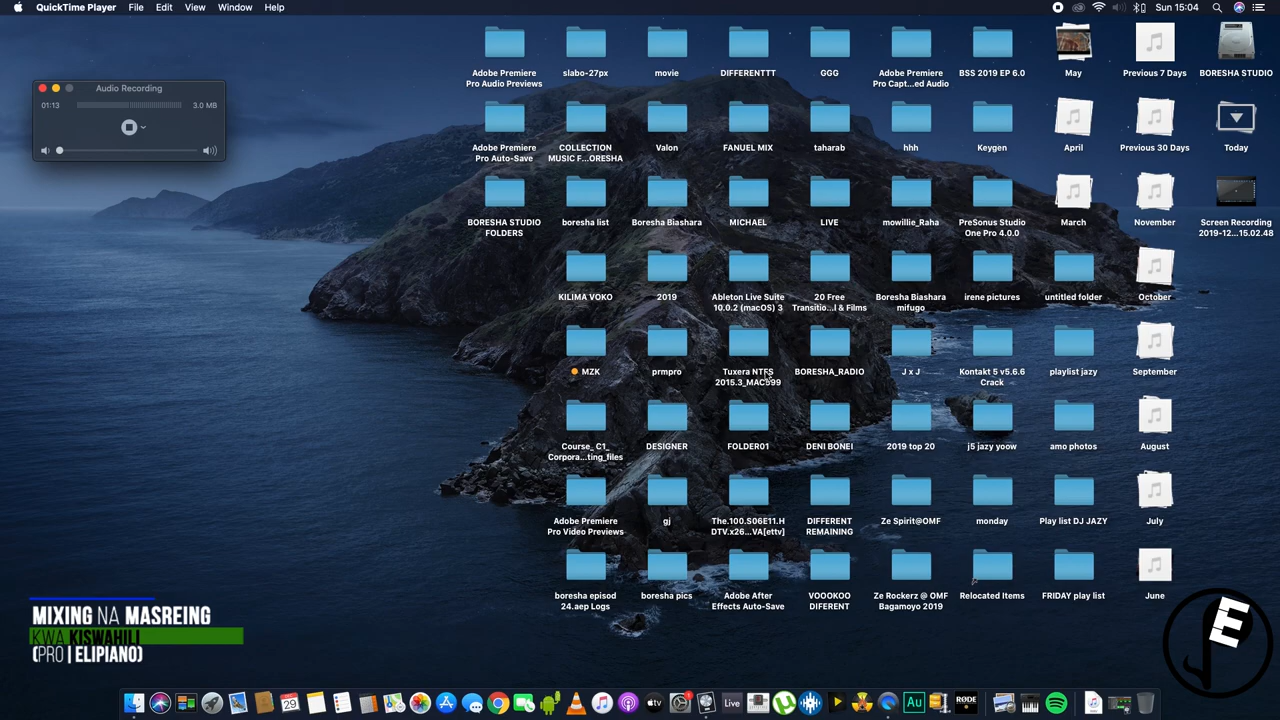 QuickTime Player File Edit View Window Help
Sun 15:04
Audio Recording
01:13
3.0 MB
Adobe Premiere
Pro Audio Previews
slabo-27px
movie
DIFFERENTTT
GGG
Adobe Premiere
Pro Capt...ed Audio
BSS 2019 EP 6.0
May
Previous 7 Days
BORESHA STUDIO
Adobe Premiere
Pro Auto-Save
COLLECTION
MUSIC F...ORESHA
Valon
FANUEL MIX
taharab
hhh
Keygen
April
Previous 30 Days
Today
BORESHA STUDIO
FOLDERS
boresha list
Boresha Biashara
MICHAEL
LIVE
mowillie_Raha
PreSonus Studio
One Pro 4.0.0
March
November
Screen Recording
2019-12...15.02.48
KILIMA VOKO
2019
Ableton Live Suite
10.0.2 (macOS) 3
20 Free
Transitio...l & Films
Boresha Biashara
mifugo
irene pictures
untitled folder
October
MZK
prmpro
Tuxera NTFS
2015.3_MAC599
BORESHA_RADIO
J x J
Kontakt 5 v5.6.6
Crack
playlist jazy
September
Course_ C1_
Corpora...ting_files
DESIGNER
FOLDER01
DENI BONEI
2019 top 20
j5 jazy yoow
amo photos
August
Adobe Premiere
Pro Video Previews
gj
The.100.S06E11.H
DTV.x26...VA[ettv]
DIFFERENT
REMAINING
Ze Spirit@OMF
monday
Play list DJ JAZY
July
boresha episod
24.aep Logs
boresha pics
Adobe After
Effects Auto-Save
VOOOKOO
DIFERENT
Ze Rockerz @ OMF
Bagamoyo 2019
Relocated Items
FRIDAY play list
June
MIXING NA MASREING
KWA KISWAHILI
(PRO | ELIPIANO)
E
29
tv
1
Live
Au
RØDE